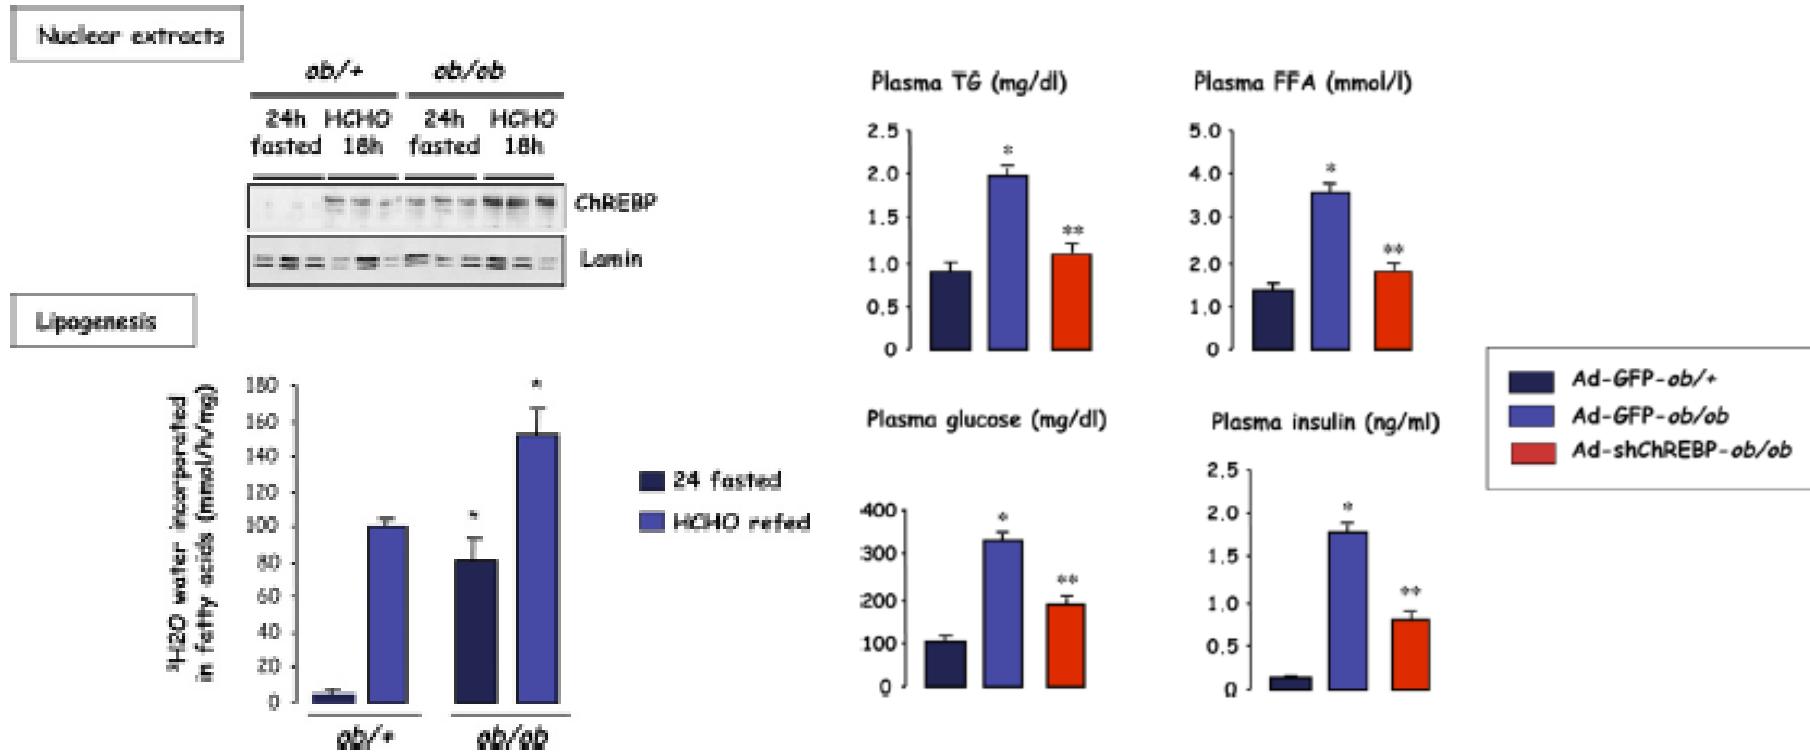 Nuclear extracts
ob/+ ob/ob
24h HCHO 24h HCHO
fasted 18h fasted 18h
ChREBP
Lamin
Lipogenesis
³H2O water incorporated
in fatty acids (mmol/h/mg)
180
160
140
120
100
80
60
40
20
0
*
*
ob/+ ob/ob
24 fasted
HCHO refed
Plasma TG (mg/dl)
2.5
2.0
1.5
1.0
0.5
0
*
**
Plasma FFA (mmol/l)
5.0
4.0
3.0
2.0
1.0
0
*
**
Plasma glucose (mg/dl)
400
300
200
100
0
*
**
Plasma insulin (ng/ml)
2.5
2.0
1.5
1.0
0.5
0
*
**
Ad-GFP-ob/+
Ad-GFP-ob/ob
Ad-shChREBP-ob/ob